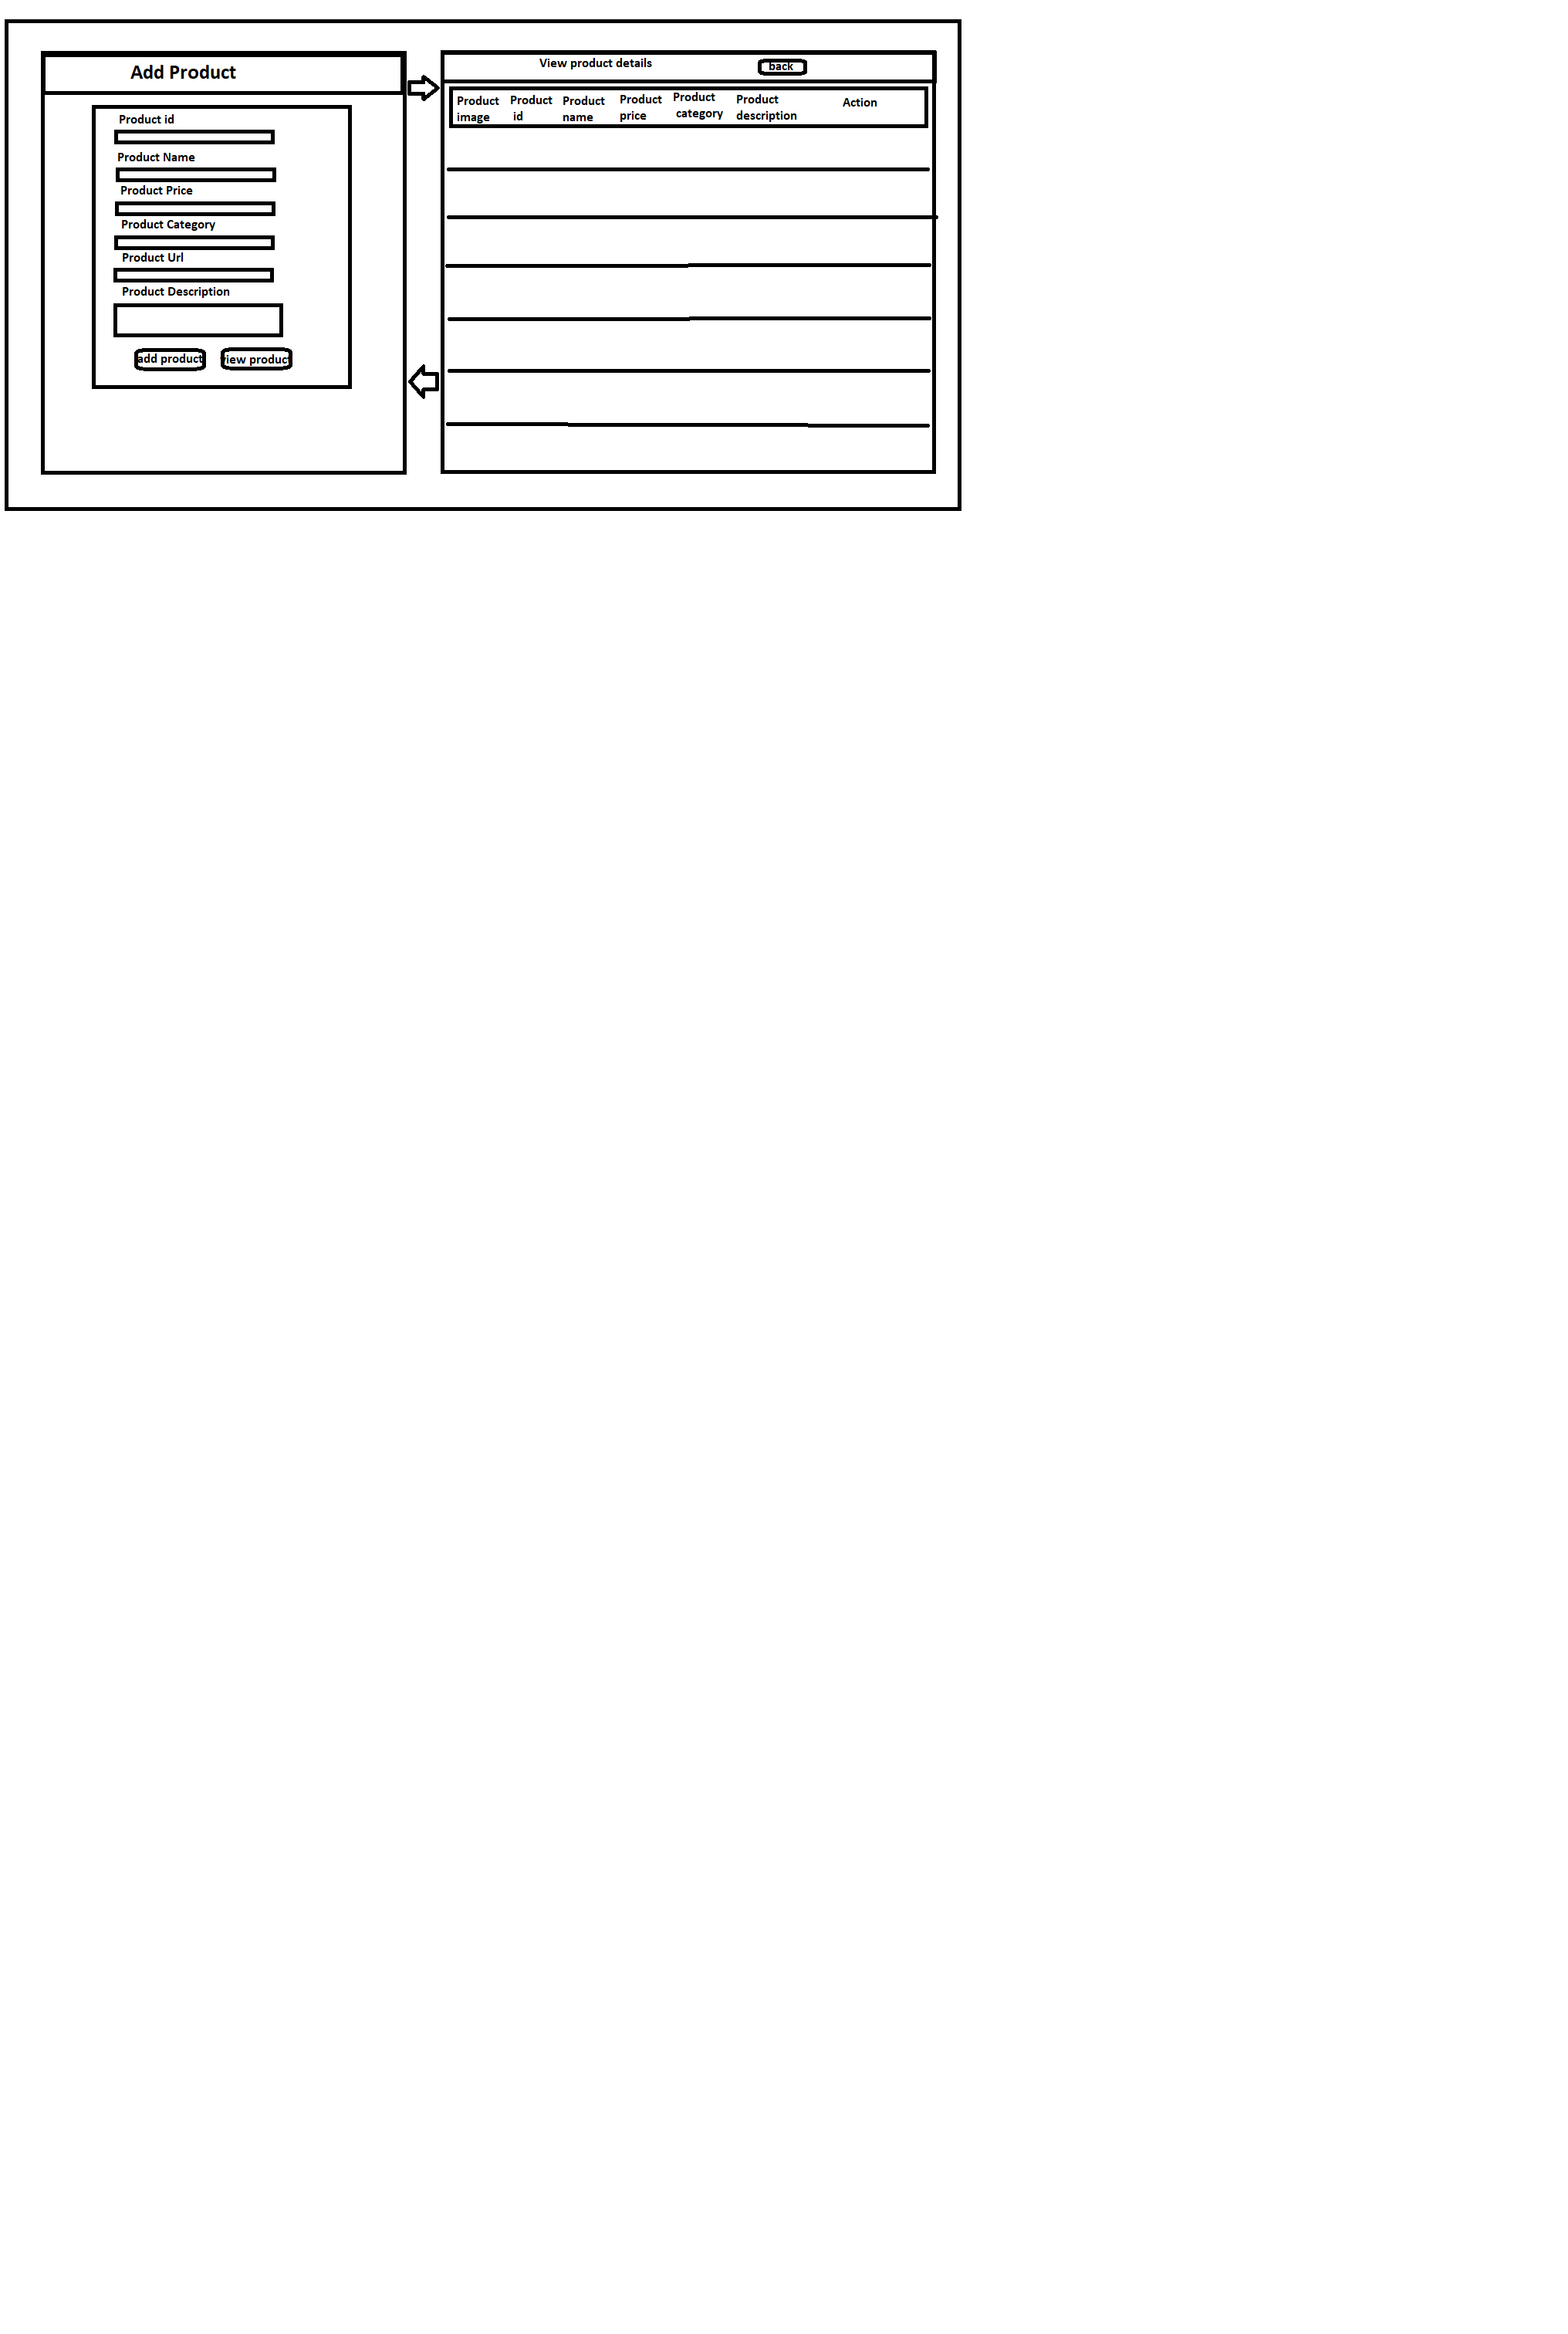 Add Product
Product id
Product Name
Product Price
Product Category
Product Url
Product Description
add product
view product
View product details
back
Product image
Product id
Product name
Product price
Product category
Product description
Action